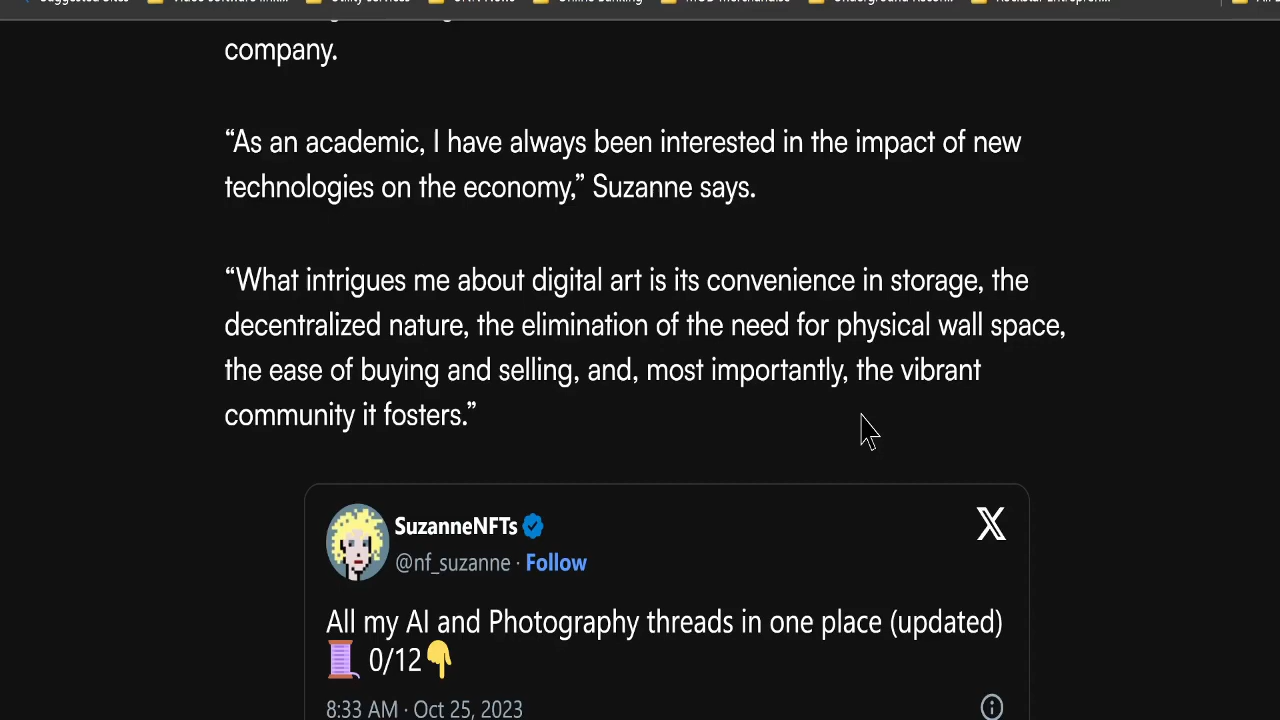 company.
“As an academic, I have always been interested in the impact of new
technologies on the economy,” Suzanne says.
“What intrigues me about digital art is its convenience in storage, the
decentralized nature, the elimination of the need for physical wall space,
the ease of buying and selling, and, most importantly, the vibrant
community it fosters.”
SuzanneNFTs
@nf_suzanne · Follow
All my AI and Photography threads in one place (updated)
🧵 0/12👇
8:33 AM · Oct 25, 2023